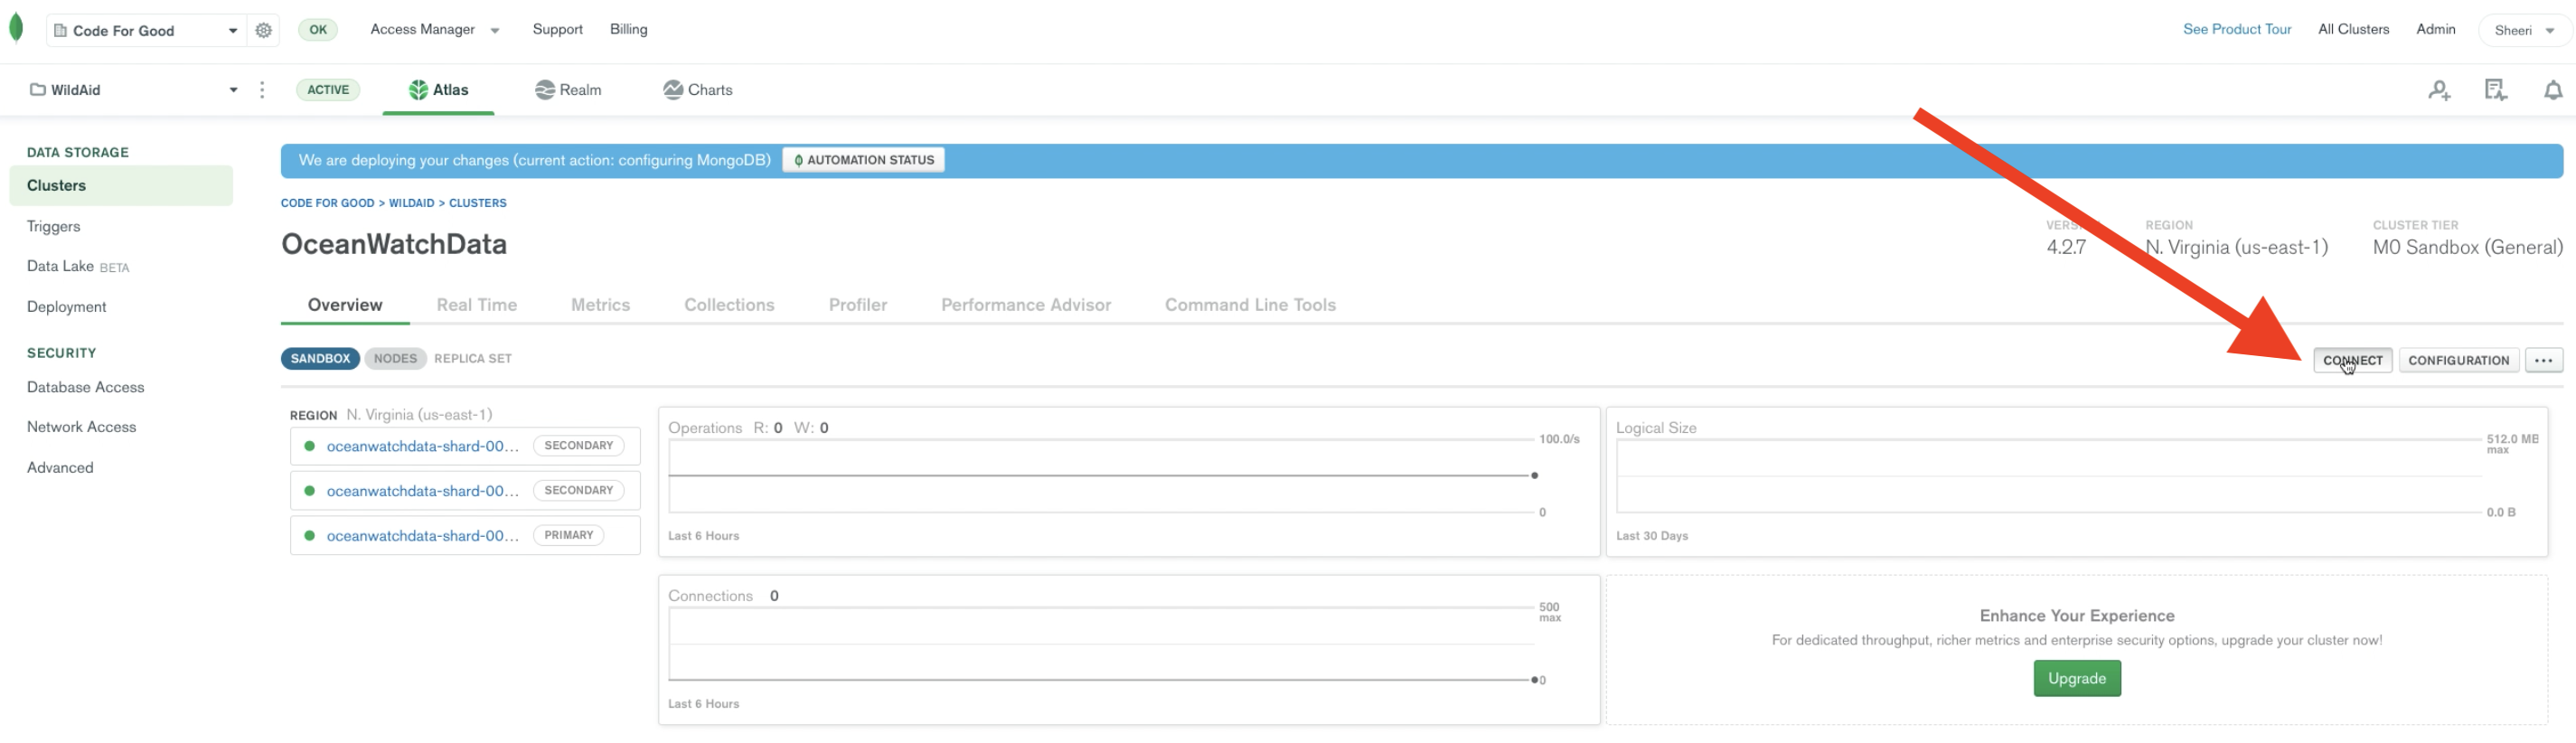 Code For Good
OK
Access Manager
Support
Billing
See Product Tour
All Clusters
Admin
Sheeri
WildAid
ACTIVE
Atlas
Realm
Charts
DATA STORAGE
Clusters
Triggers
Data Lake BETA
Deployment
SECURITY
Database Access
Network Access
Advanced
We are deploying your changes (current action: configuring MongoDB)
AUTOMATION STATUS
CODE FOR GOOD > WILDAID > CLUSTERS
OceanWatchData
4.2.7
REGION
N. Virginia (us-east-1)
CLUSTER TIER
M0 Sandbox (General)
Overview
Real Time
Metrics
Collections
Profiler
Performance Advisor
Command Line Tools
SANDBOX
NODES
REPLICA SET
CONNECT
CONFIGURATION
...
REGION N. Virginia (us-east-1)
oceanwatchdata-shard-00... SECONDARY
oceanwatchdata-shard-00... SECONDARY
oceanwatchdata-shard-00... PRIMARY
Operations R: 0 W: 0
100.0/s
0
Last 6 Hours
Logical Size
512.0 MB
max
0.0 B
Last 30 Days
Connections 0
500
max
0
Last 6 Hours
Enhance Your Experience
For dedicated throughput, richer metrics and enterprise security options, upgrade your cluster now!
Upgrade